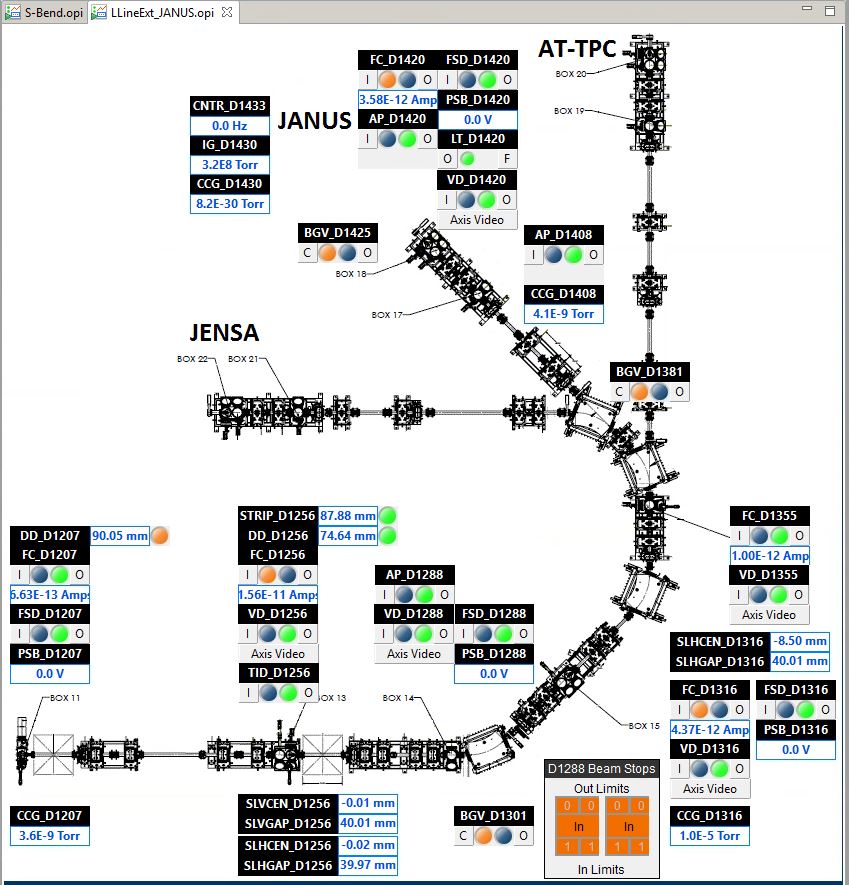 S-Bend.opi LLineExt_JANUS.opi
AT-TPC
BOX 20
BOX 19
FC_D1420 FSD_D1420
I O I O
3.58E-12 Amp PSB_D1420
0.0 V
AP_D1420
I O
LT_D1420
O F
VD_D1420
I O
Axis Video
CNTR_D1433
0.0 Hz
IG_D1430
3.2E8 Torr
CCG_D1430
8.2E-30 Torr
JANUS
BGV_D1425
C O
BOX 18
BOX 17
AP_D1408
I O
CCG_D1408
4.1E-9 Torr
JENSA
BOX 22 BOX 21
BGV_D1381
C O
DD_D1207 90.05 mm
FC_D1207
I O
6.63E-13 Amps
FSD_D1207
I O
PSB_D1207
0.0 V
BOX 11
STRIP_D1256 87.88 mm
DD_D1256 74.64 mm
FC_D1256
I O
1.56E-11 Amps
VD_D1256
I O
Axis Video
TID_D1256
I O
BOX 13
AP_D1288
I O
VD_D1288 FSD_D1288
I O I O
Axis Video PSB_D1288
0.0 V
BOX 14
FC_D1355
I O
1.00E-12 Amp
VD_D1355
I O
Axis Video
SLHCEN_D1316 -8.50 mm
SLHGAP_D1316 40.01 mm
FC_D1316 FSD_D1316
I O I O
4.37E-12 Amp PSB_D1316
0.0 V
VD_D1316
I O
Axis Video
BOX 15
CCG_D1316
1.0E-5 Torr
CCG_D1207
3.6E-9 Torr
SLVCEN_D1256 -0.01 mm
SLVGAP_D1256 40.01 mm
SLHCEN_D1256 -0.02 mm
SLHGAP_D1256 39.97 mm
BGV_D1301
C O
D1288 Beam Stops
Out Limits
0 0 0 0
In In
1 1 1 1
In Limits